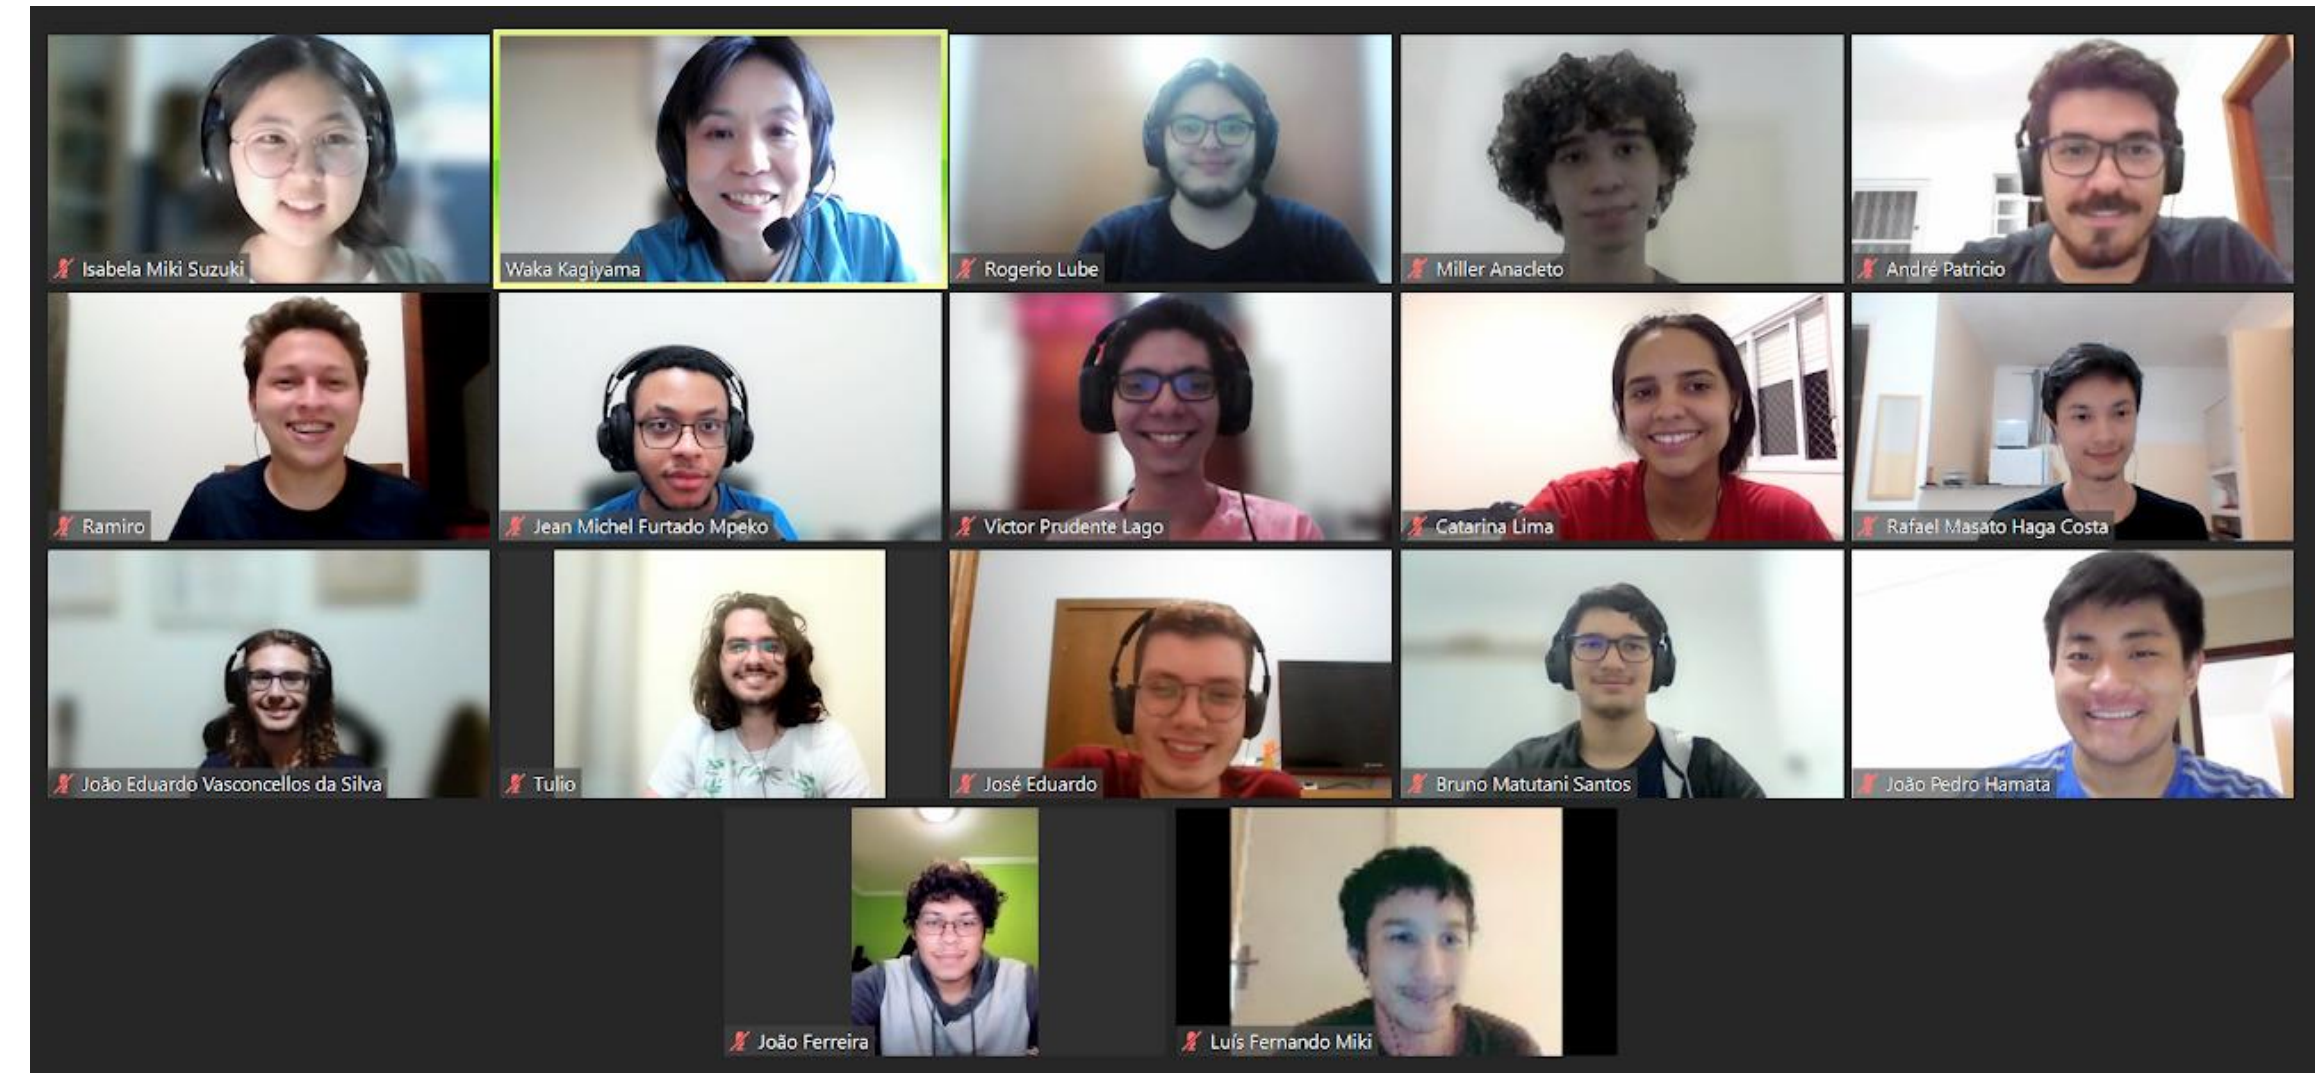 Isabela Miki Suzuki
Waka Kagiyama
Rogerio Lube
Miller Anacleto
André Patricio
Ramiro
Jean Michel Furtado Mpeko
Victor Prudente Lago
Catarina Lima
Rafael Masato Haga Costa
João Eduardo Vasconcellos da Silva
Tulio
José Eduardo
Bruno Matutani Santos
João Pedro Hamata
João Ferreira
Luís Fernando Miki